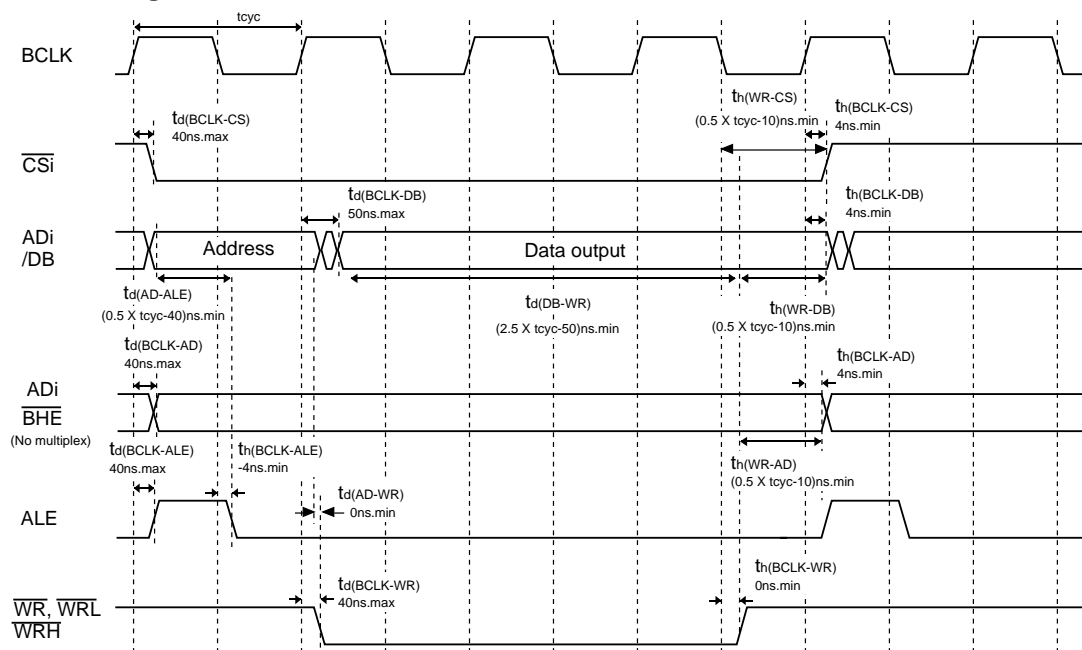 tcyc
BCLK
td(BCLK-CS)
40ns.max
th(WR-CS)
(0.5 X tcyc-10)ns.min
th(BCLK-CS)
4ns.min
CSi
td(BCLK-DB)
50ns.max
th(BCLK-DB)
4ns.min
ADi
/DB
Address
Data output
td(AD-ALE)
(0.5 X tcyc-40)ns.min
td(DB-WR)
(2.5 X tcyc-50)ns.min
th(WR-DB)
(0.5 X tcyc-10)ns.min
td(BCLK-AD)
40ns.max
th(BCLK-AD)
4ns.min
ADi
BHE
(No multiplex)
td(BCLK-ALE)
40ns.max
th(BCLK-ALE)
-4ns.min
th(WR-AD)
(0.5 X tcyc-10)ns.min
td(AD-WR)
0ns.min
ALE
td(BCLK-WR)
40ns.max
th(BCLK-WR)
0ns.min
WR, WRL
WRH